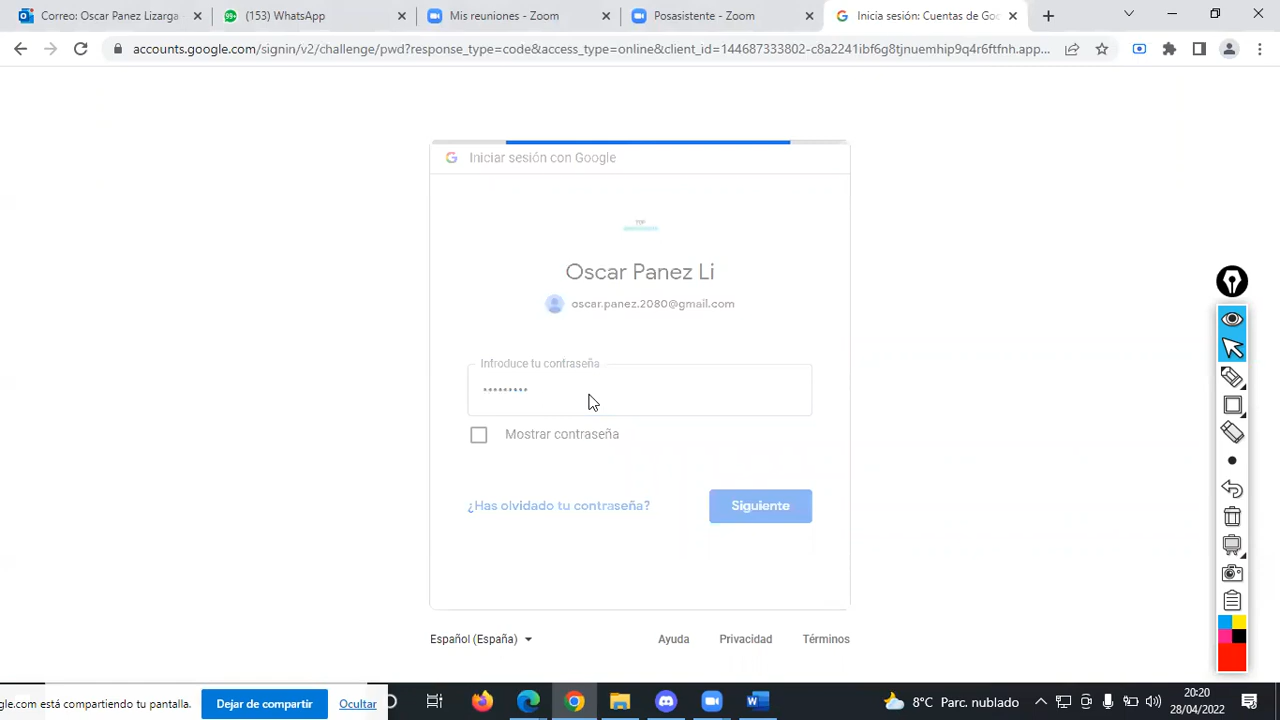 Correo: Oscar Panez Lizarga
(153) WhatsApp
Mis reuniones - Zoom
Posasistente - Zoom
Inicia sesión: Cuentas de Goo
accounts.google.com/signin/v2/challenge/pwd?response_type=code&access_type=online&client_id=144687333802-c8a2241ibf6g8tjnuemhip9q4r6ftfnh.app...
Iniciar sesión con Google
TOP
Oscar Panez Li
oscar.panez.2080@gmail.com
Introduce tu contraseña
•••••••••
Mostrar contraseña
¿Has olvidado tu contraseña?
Siguiente
Español (España)
Ayuda
Privacidad
Términos
gle.com está compartiendo tu pantalla.
Dejar de compartir
Ocultar
8°C Parc. nublado
20:20
28/04/2022